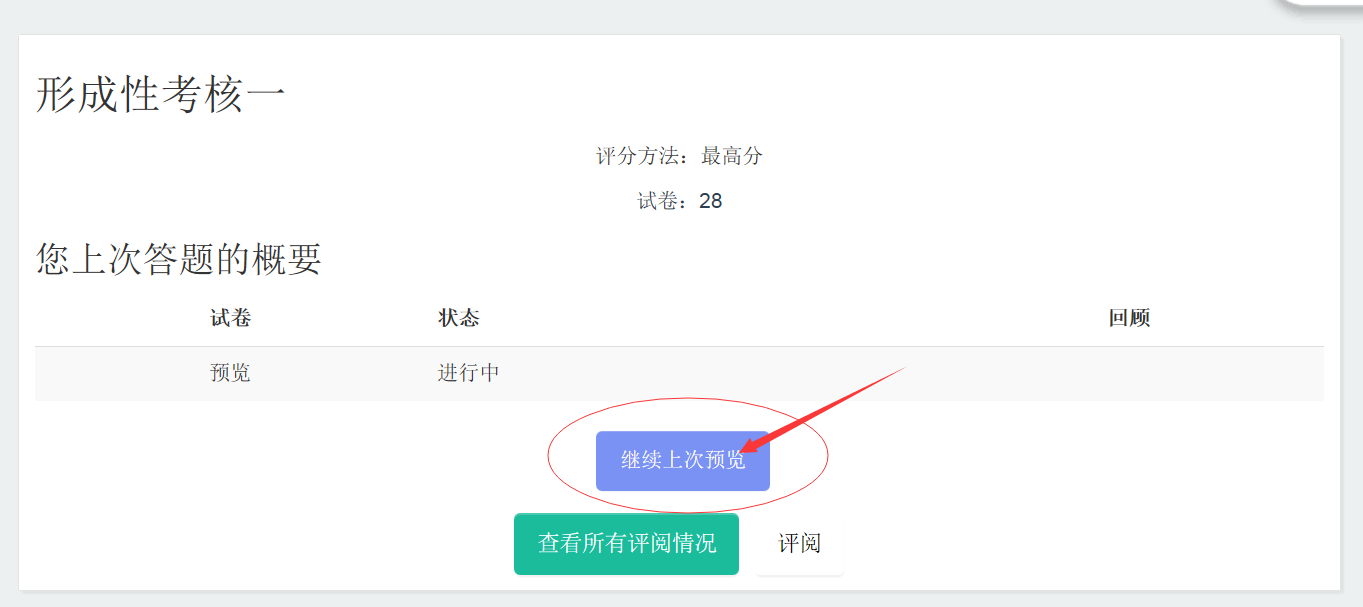 形成性考核一
评分方法：最高分
试卷：28
您上次答题的概要
试卷 状态 回顾
预览 进行中
继续上次预览
查看所有评阅情况 评阅